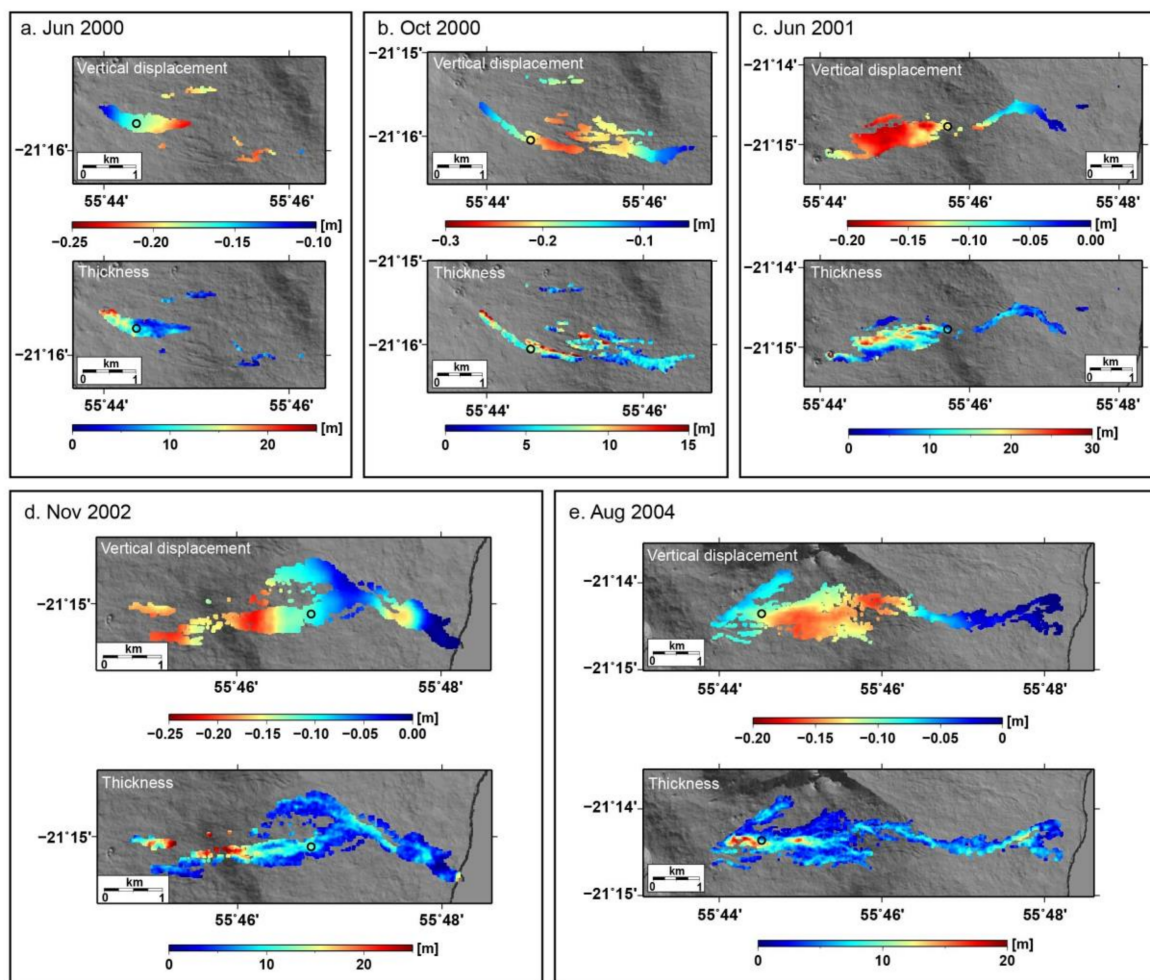 a. Jun 2000
Vertical displacement
−21°16'
km
0 1
55°44' 55°46'
[m]
−0.25 −0.20 −0.15 −0.10
Thickness
−21°16'
km
0 1
55°44' 55°46'
[m]
0 10 20
b. Oct 2000
−21°15'
Vertical displacement
−21°16'
km
0 1
55°44' 55°46'
[m]
−0.3 −0.2 −0.1
−21°15'
Thickness
−21°16'
km
0 1
55°44' 55°46'
[m]
0 5 10 15
c. Jun 2001
−21°14'
Vertical displacement
−21°15'
km
0 1
55°44' 55°46' 55°48'
[m]
−0.20 −0.15 −0.10 −0.05 0.00
−21°14'
Thickness
−21°15'
km
0 1
55°44' 55°46' 55°48'
[m]
0 10 20 30
d. Nov 2002
Vertical displacement
−21°15'
km
0 1
55°46' 55°48'
[m]
−0.25 −0.20 −0.15 −0.10 −0.05 0.00
Thickness
−21°15'
km
0 1
55°46' 55°48'
[m]
0 10 20
e. Aug 2004
Vertical displacement
−21°14'
−21°15'
km
0 1
55°44' 55°46' 55°48'
[m]
−0.20 −0.15 −0.10 −0.05 0
Thickness
−21°14'
−21°15'
km
0 1
55°44' 55°46' 55°48'
[m]
0 10 20